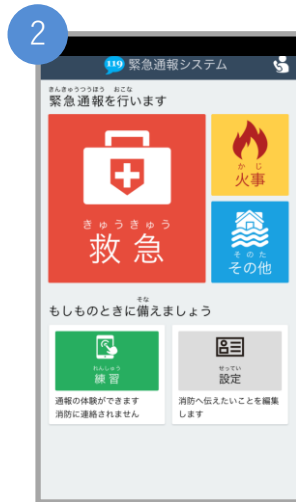 2
119 緊急通報システム
きんきゅうつうほう おこな
緊急通報を行います
きゅうきゅう
救急
かじ
火事
そのた
その他
そな
もしものときに備えましょう
れんしゅう
練習
せってい
設定
通報の体験ができます
消防に連絡されません
消防へ伝えたいことを編集
します